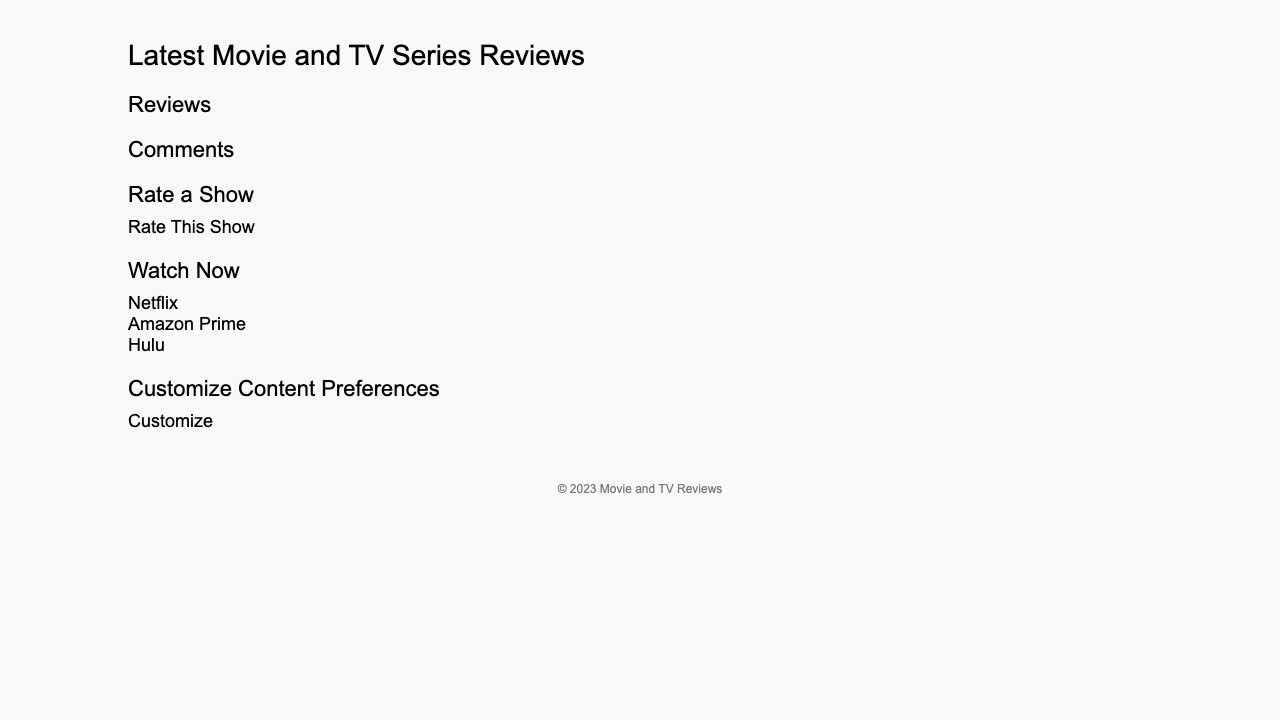 Latest Movie and TV Series Reviews
Reviews
Comments
Rate a Show
Rate This Show
Watch Now
Netflix
Amazon Prime
Hulu
Customize Content Preferences
Customize
© 2023 Movie and TV Reviews